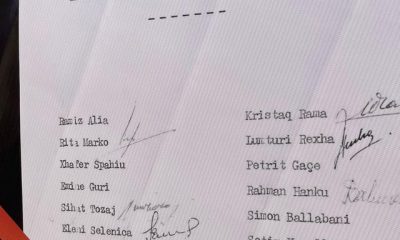 Ramiz Alia
Rita Marko
Xhafer Spahiu
Emine Guri
Sihat Tozaj
Eleni Selenica
Kristaq Rama
Lumturi Rexha
Petrit Gaçe
Rahman Hanku
Simon Ballabani